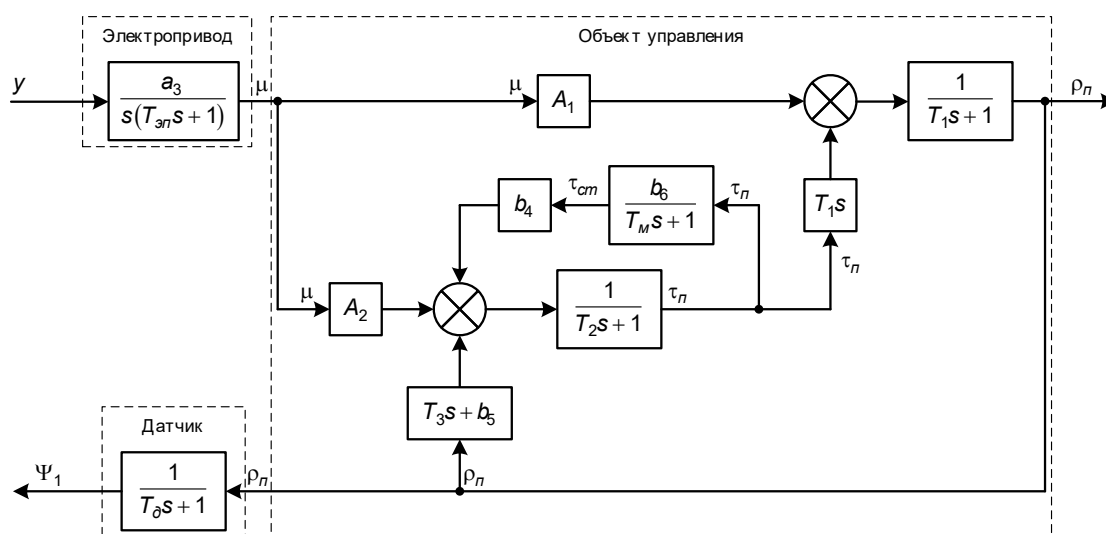 Электропривод
Объект управления
y
a₃
s(Tэпs + 1)
μ
μ
A₁
1
T₁s + 1
ρп
b₄
τст
b₆
Tмs + 1
τп
T₁s
τп
μ
A₂
1
T₂s + 1
τп
T₃s + b₅
Датчик
Ψ₁
1
Tдs + 1
ρп
ρп